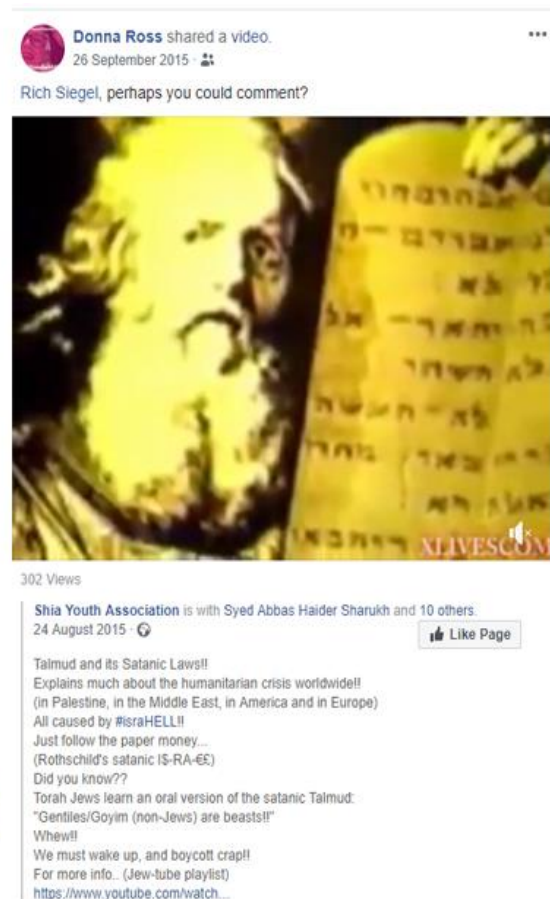 Donna Ross shared a video.
26 September 2015
Rich Siegel, perhaps you could comment?
XLIVESCOM
302 Views
Shia Youth Association is with Syed Abbas Haider Sharukh and 10 others.
24 August 2015
Like Page
Talmud and its Satanic Laws!!
Explains much about the humanitarian crisis worldwide!!
(in Palestine, in the Middle East, in America and in Europe)
All caused by #israHELL!!
Just follow the paper money...
(Rothschild's satanic I$-RA-€£)
Did you know??
Torah Jews learn an oral version of the satanic Talmud:
"Gentiles/Goyim (non-Jews) are beasts!!"
Whew!!
We must wake up, and boycott crap!!
For more info.. (Jew-tube playlist)
https://www.youtube.com/watch....